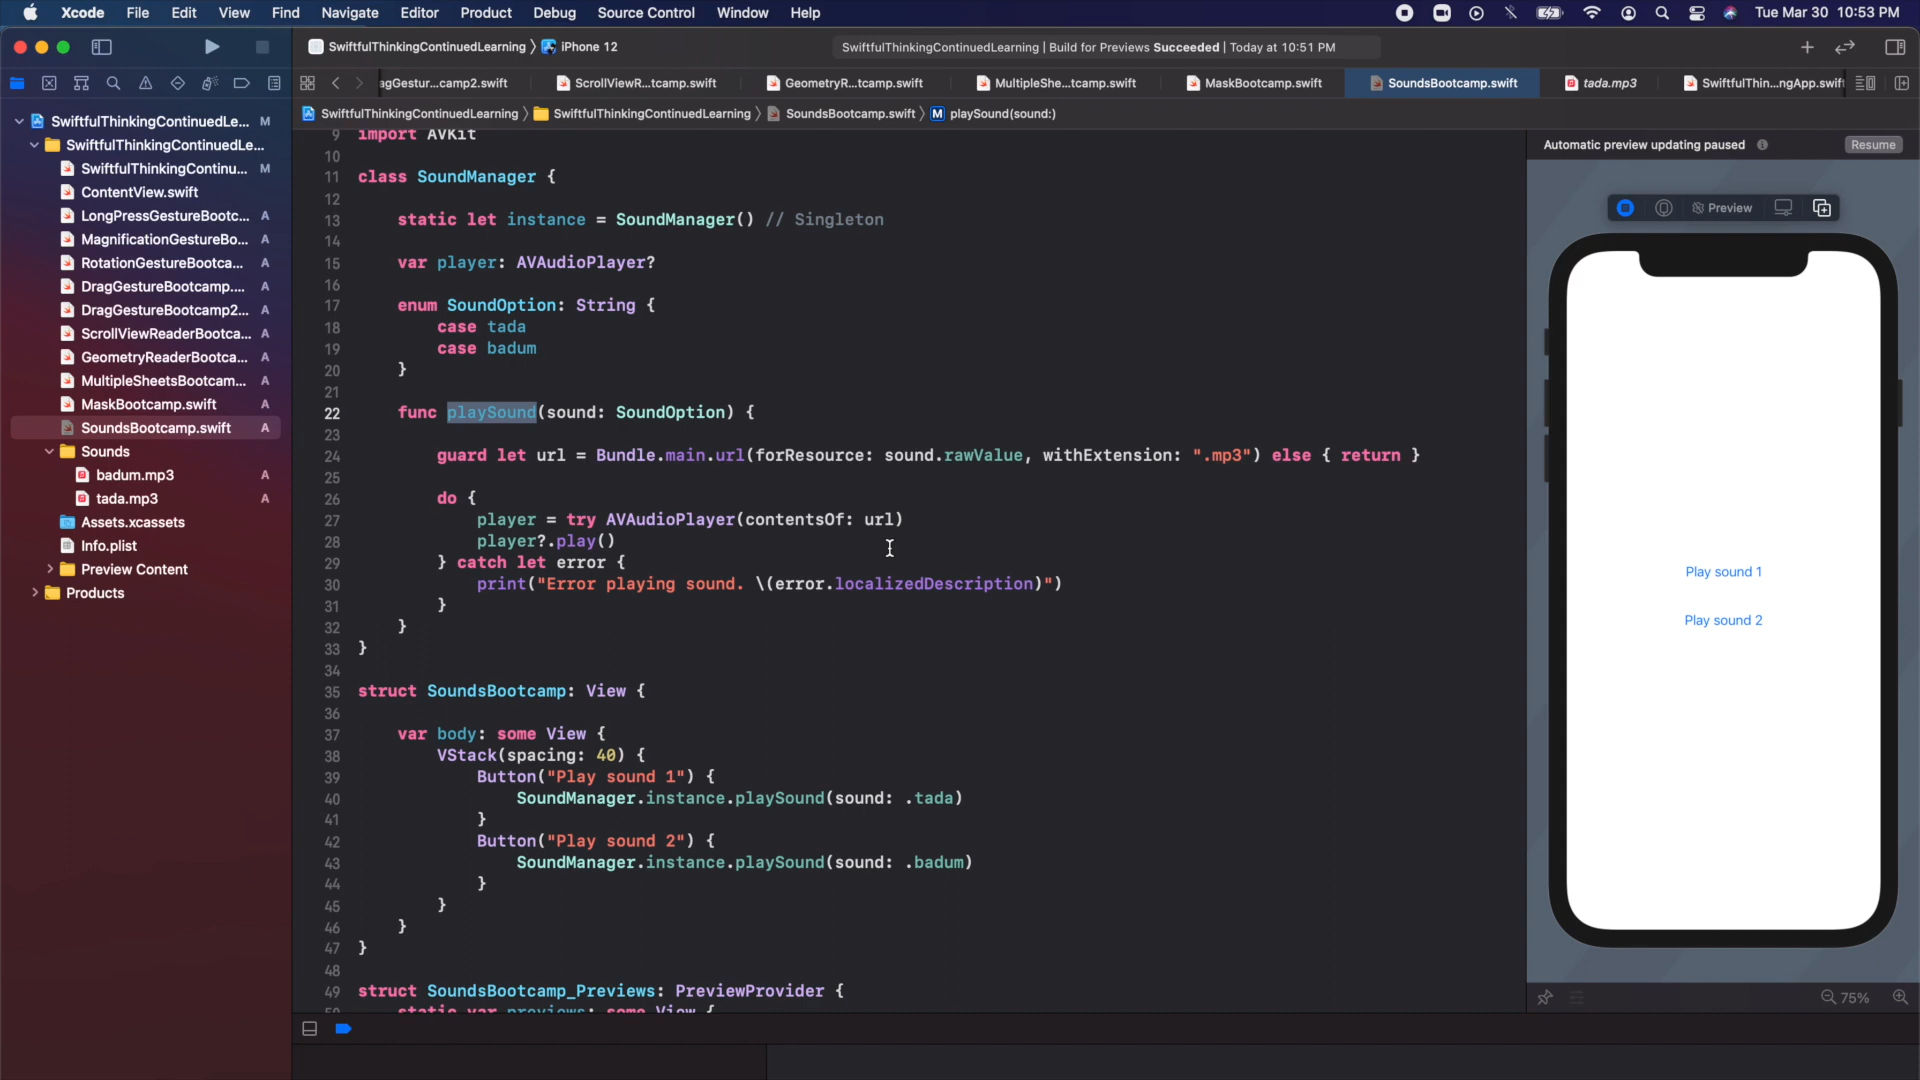 Xcode File Edit View Find Navigate Editor Product Debug Source Control Window Help Tue Mar 30 10:53 PM
SwiftfulThinkingContinuedLearning 〉 iPhone 12 SwiftfulThinkingContinuedLearning | Build for Previews Succeeded | Today at 10:51 PM
agGestur...camp2.swift ScrollViewR...tcamp.swift GeometryR...tcamp.swift MultipleShe...tcamp.swift MaskBootcamp.swift SoundsBootcamp.swift tada.mp3 SwiftfulThin...ngApp.swift
SwiftfulThinkingContinuedLearning 〉 SwiftfulThinkingContinuedLearning 〉 SoundsBootcamp.swift 〉 M playSound(sound:)
SwiftfulThinkingContinuedLe... M
SwiftfulThinkingContinuedLe...
SwiftfulThinkingContinu... M
ContentView.swift
LongPressGestureBootc... A
MagnificationGestureBo... A
RotationGestureBootca... A
DragGestureBootcamp.... A
DragGestureBootcamp2... A
ScrollViewReaderBootca... A
GeometryReaderBootca... A
MultipleSheetsBootcam... A
MaskBootcamp.swift A
SoundsBootcamp.swift A
Sounds
badum.mp3 A
tada.mp3 A
Assets.xcassets
Info.plist
Preview Content
Products
9 import AVKit
10
11 class SoundManager {
12
13 static let instance = SoundManager() // Singleton
14
15 var player: AVAudioPlayer?
16
17 enum SoundOption: String {
18 case tada
19 case badum
20 }
21
22 func playSound(sound: SoundOption) {
23
24 guard let url = Bundle.main.url(forResource: sound.rawValue, withExtension: ".mp3") else { return }
25
26 do {
27 player = try AVAudioPlayer(contentsOf: url)
28 player?.play()
29 } catch let error {
30 print("Error playing sound. \(error.localizedDescription)")
31 }
32 }
33 }
34
35 struct SoundsBootcamp: View {
36
37 var body: some View {
38 VStack(spacing: 40) {
39 Button("Play sound 1") {
40 SoundManager.instance.playSound(sound: .tada)
41 }
42 Button("Play sound 2") {
43 SoundManager.instance.playSound(sound: .badum)
44 }
45 }
46 }
47 }
48
49 struct SoundsBootcamp_Previews: PreviewProvider {
50 static var previews: some View {
Automatic preview updating paused Resume
Preview
Play sound 1
Play sound 2
75%